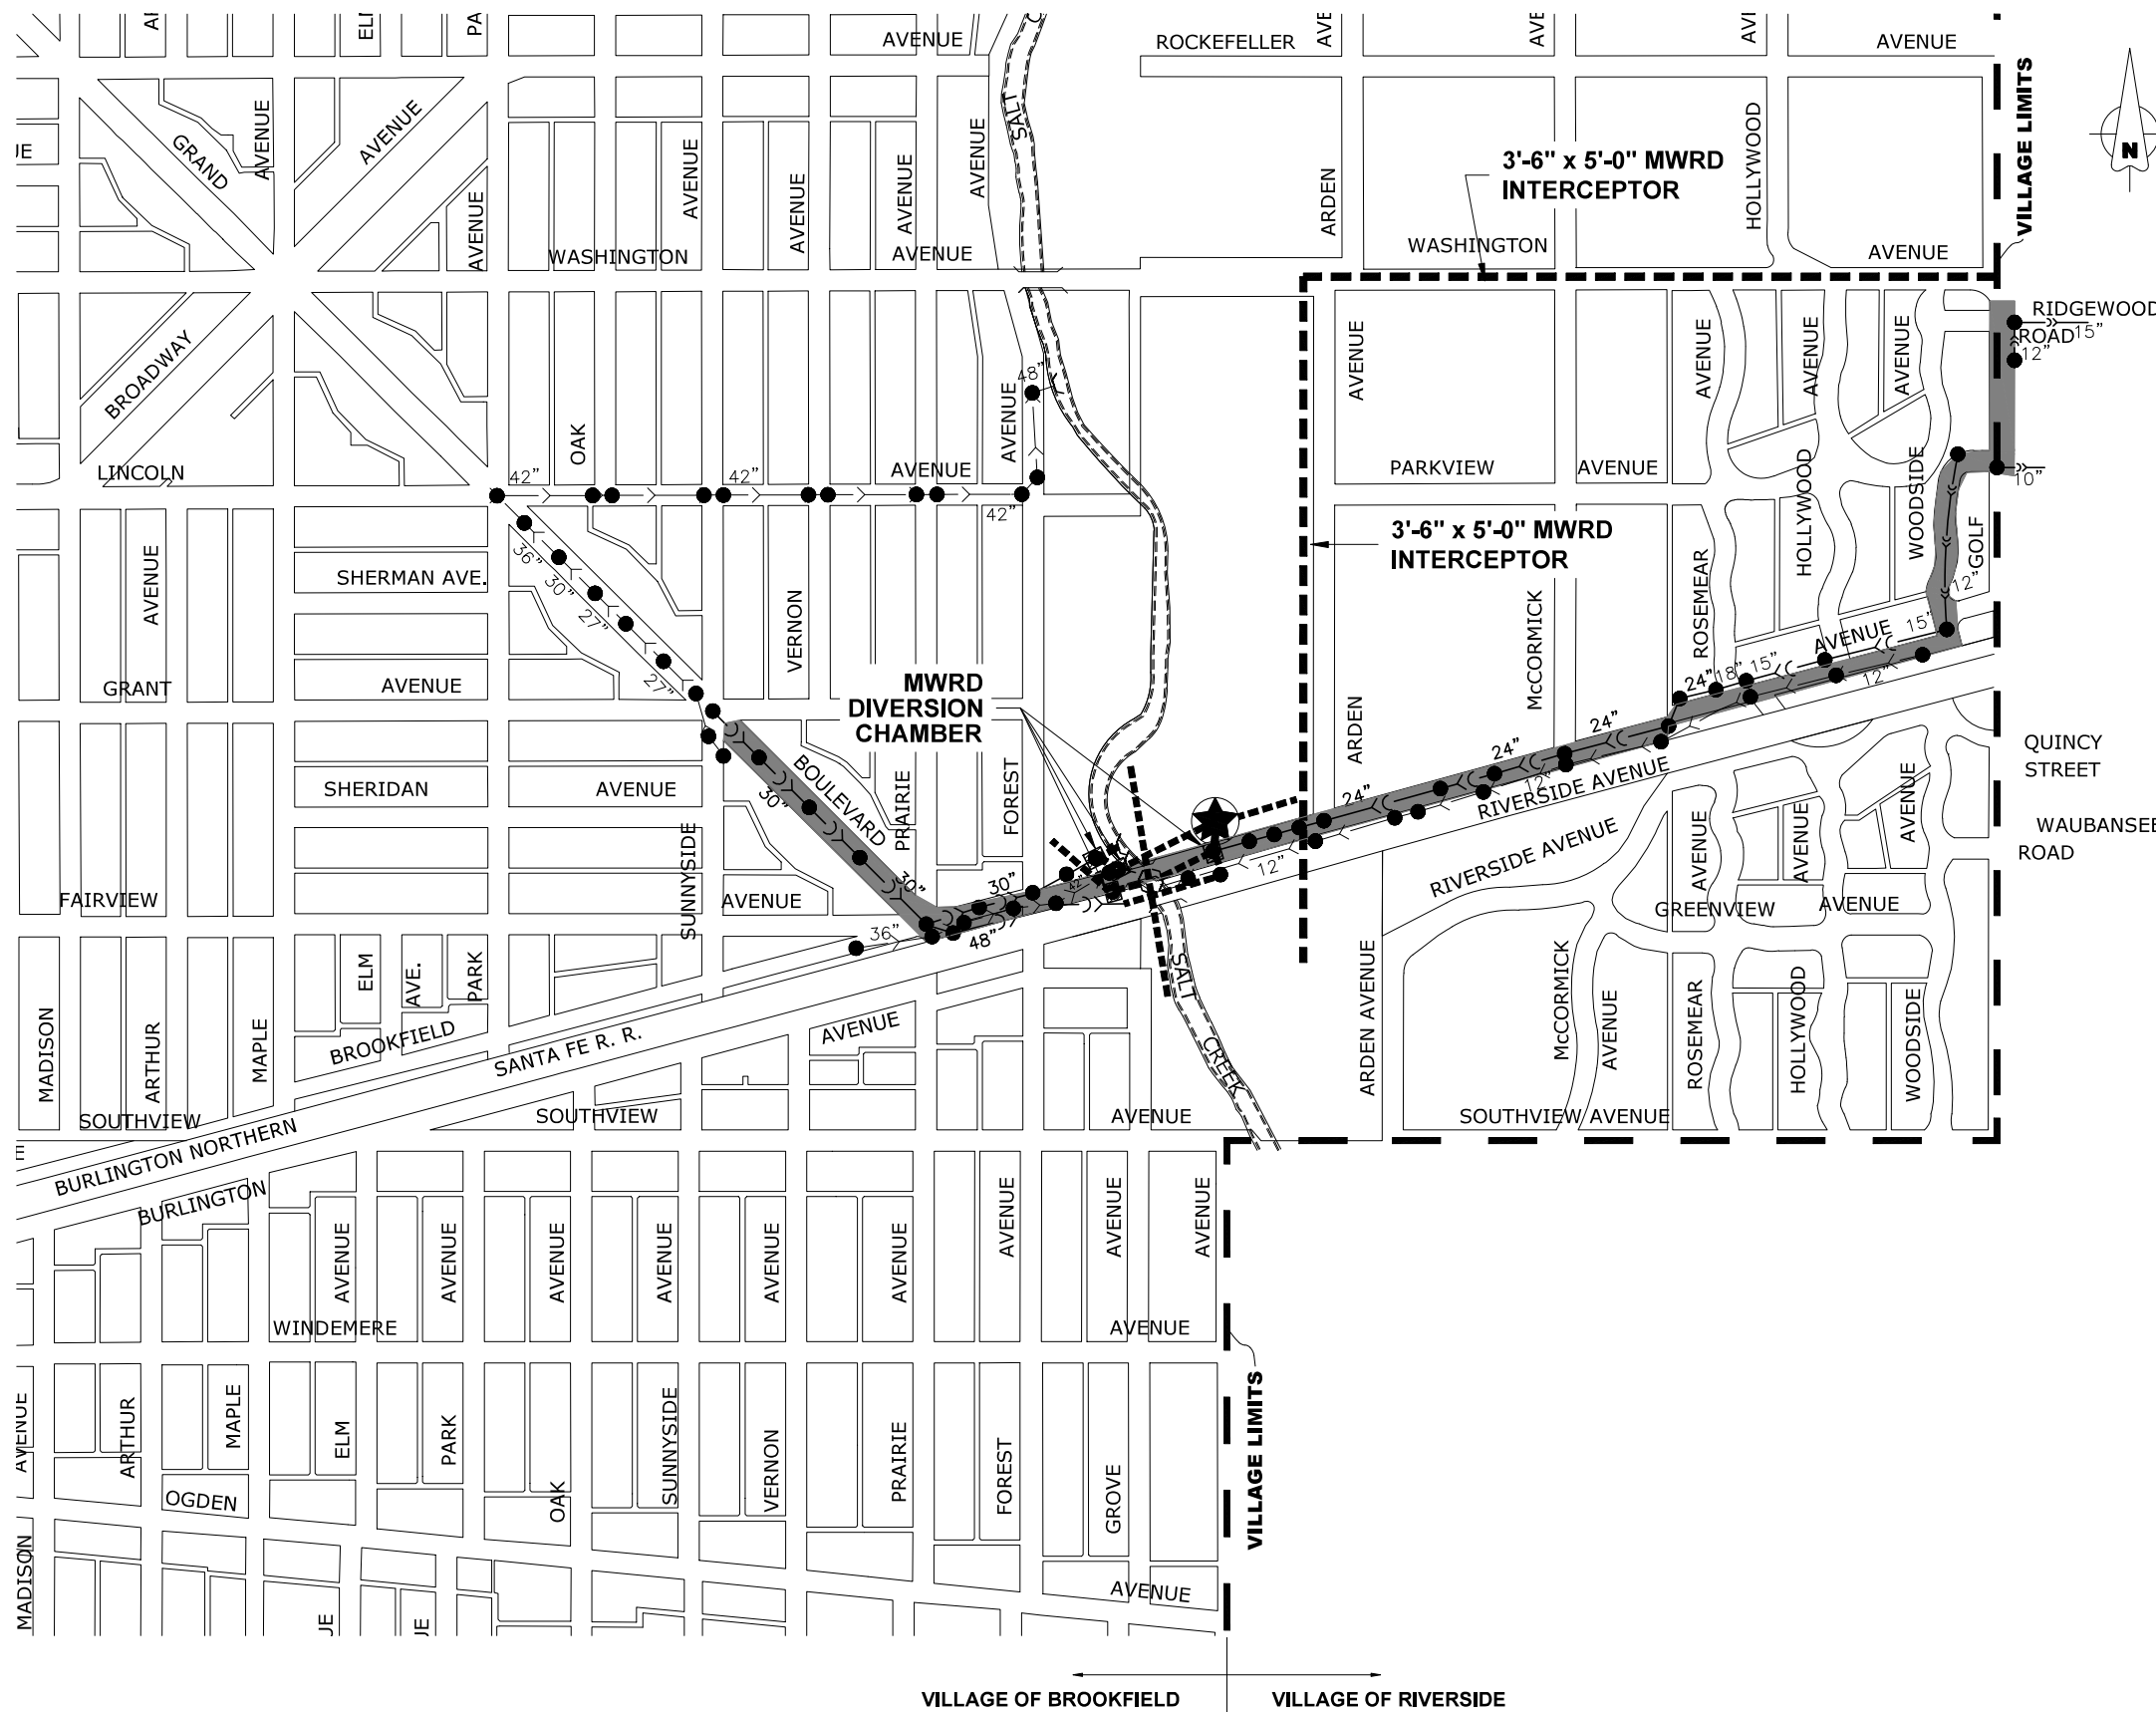 AVENUE
ROCKEFELLER
AVENUE
VILLAGE LIMITS
GRAND
AVENUE
AVENUE
AVENUE
AVENUE
AVENUE
AVENUE
AVENUE
SALT
ARDEN
3'-6" x 5'-0" MWRD
INTERCEPTOR
HOLLYWOOD
N
WASHINGTON
AVENUE
WASHINGTON
AVENUE
RIDGEWOOD
ROAD
15"
12"
BROADWAY
OAK
AVENUE
48"
AVENUE
AVENUE
AVENUE
AVENUE
LINCOLN
42"
42"
AVENUE
42"
PARKVIEW
AVENUE
10"
3'-6" x 5'-0" MWRD
INTERCEPTOR
HOLLYWOOD
WOODSIDE
GOLF
AVENUE
SHERMAN AVE.
36"
30"
27"
27"
VERNON
McCORMICK
ROSEMEAR
12"
AVENUE
15"
GRANT
AVENUE
MWRD
DIVERSION
CHAMBER
ARDEN
24"
18"
15"
12"
24"
24"
24"
12"
RIVERSIDE AVENUE
QUINCY
STREET
SHERIDAN
AVENUE
BOULEVARD
30"
PRAIRIE
FOREST
AVENUE
AVENUE
AVENUE
WAUBANSEE
ROAD
RIVERSIDE AVENUE
FAIRVIEW
SUNNYSIDE
AVENUE
30"
30"
42"
12"
GREENVIEW
AVENUE
36"
48"
ELM
AVE.
PARK
SALT
CREEK
ARDEN AVENUE
McCORMICK
AVENUE
ROSEMEAR
HOLLYWOOD
WOODSIDE
MADISON
ARTHUR
MAPLE
BROOKFIELD
AVENUE
SANTA FE R. R.
SOUTHVIEW
SOUTHVIEW
AVENUE
SOUTHVIEW AVENUE
BURLINGTON NORTHERN
BURLINGTON
AVENUE
AVENUE
AVENUE
AVENUE
AVENUE
AVENUE
AVENUE
AVENUE
AVENUE
WINDEMERE
AVENUE
AVENUE
ARTHUR
MAPLE
ELM
PARK
OAK
SUNNYSIDE
VERNON
PRAIRIE
FOREST
GROVE
VILLAGE LIMITS
OGDEN
MADISON
AVENUE
VILLAGE OF BROOKFIELD
VILLAGE OF RIVERSIDE